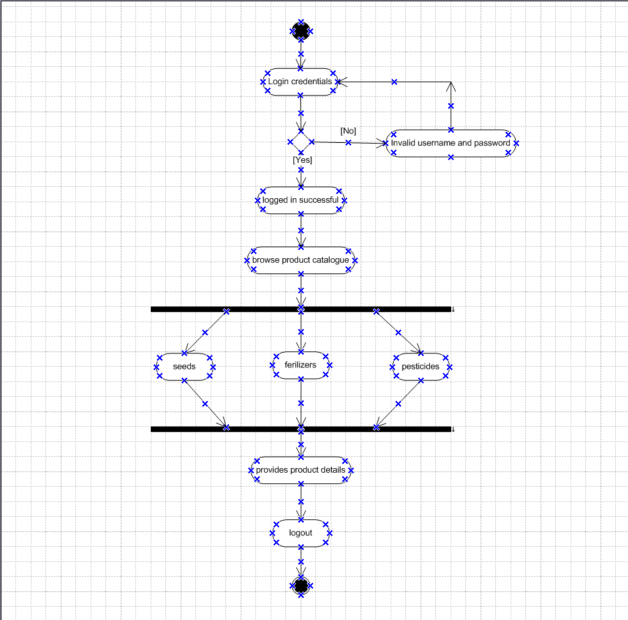 Login credentials
[No]
Invalid username and password
[Yes]
logged in successful
browse product catalogue
seeds
ferilizers
pesticides
provides product details
logout